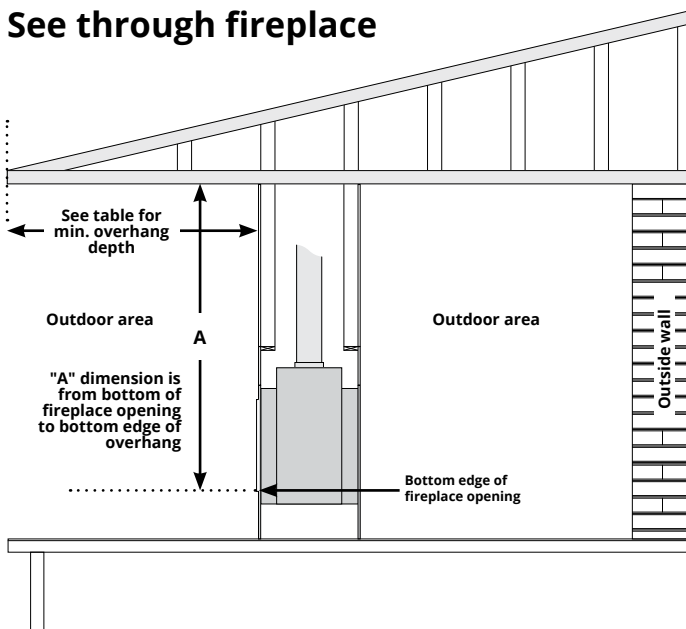 See through fireplace
See table for
min. overhang
depth
Outdoor area
A
Outdoor area
Outside wall
"A" dimension is
from bottom of
fireplace opening
to bottom edge of
overhang
Bottom edge of
fireplace opening